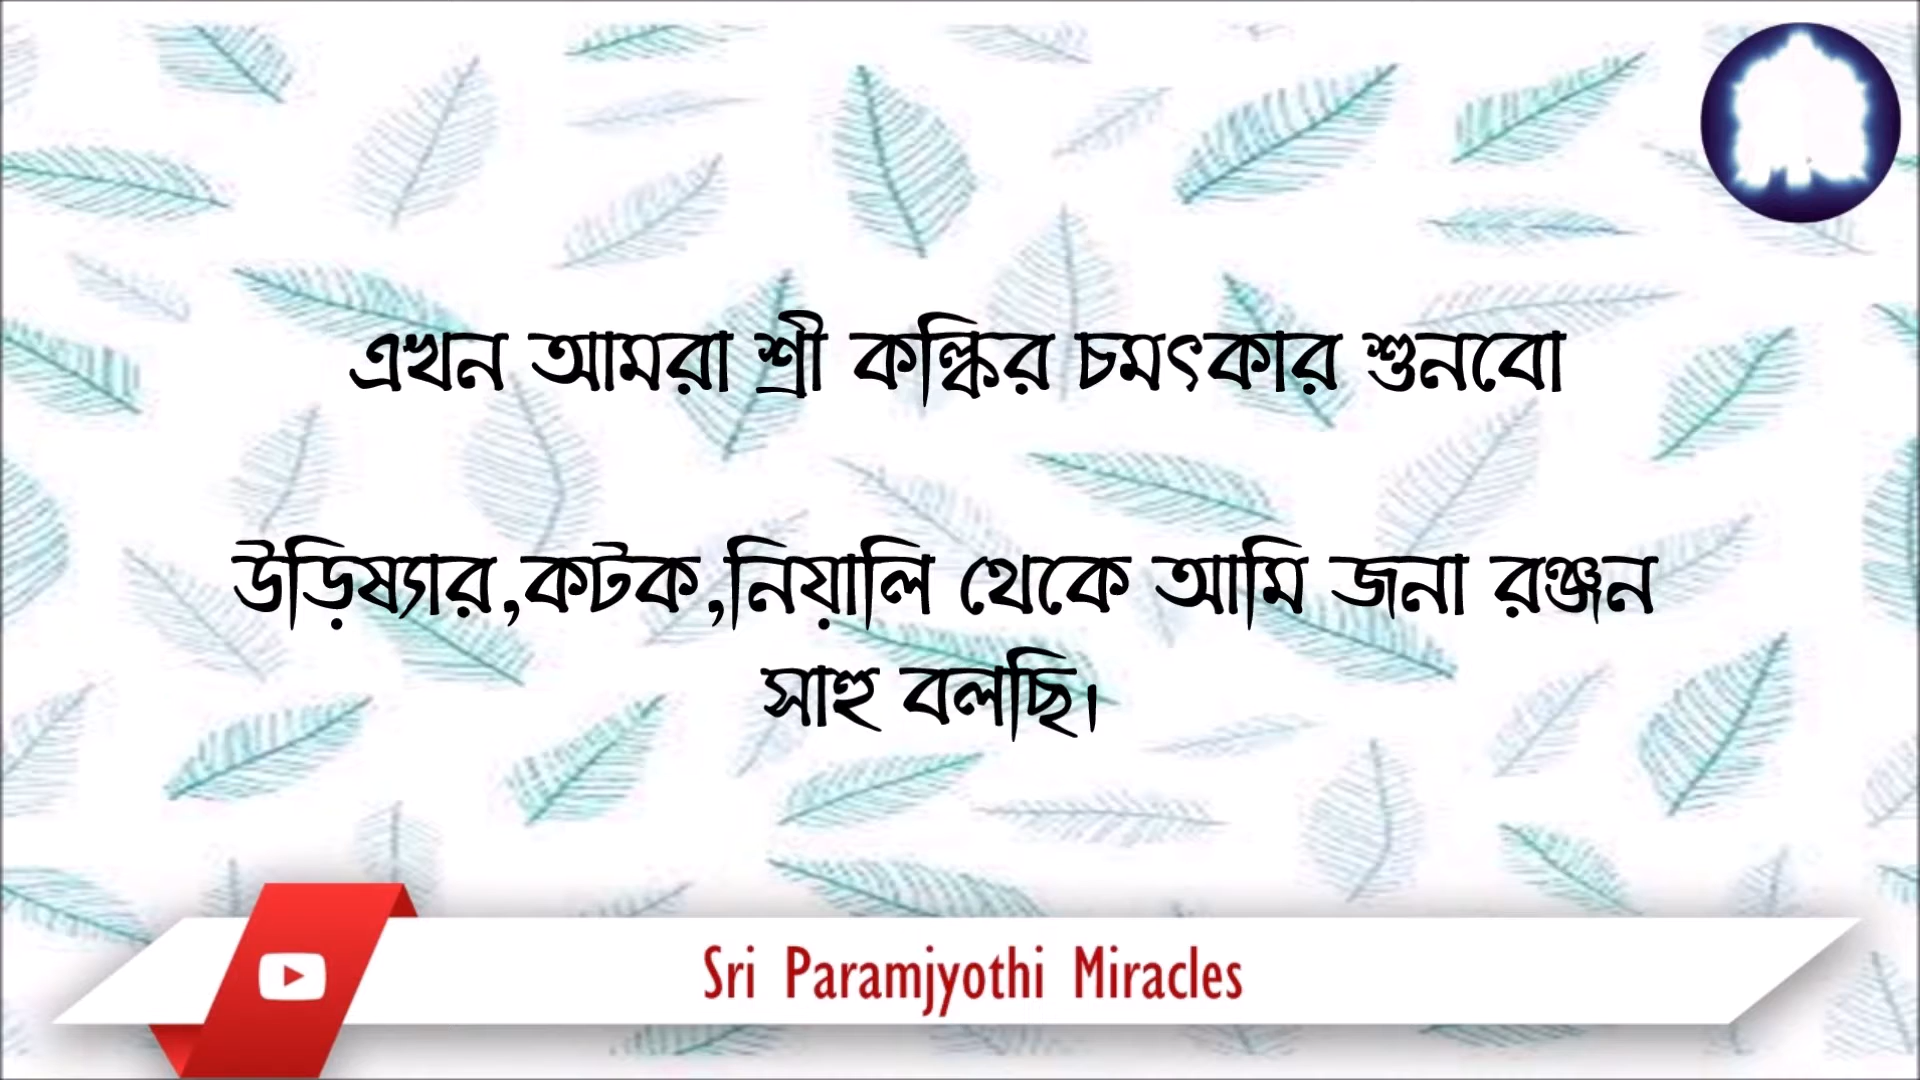 এখন আমরা শ্রী কল্কির চমৎকার শুনবো
উড়িষ্যার,কটক,নিয়ালি থেকে আমি জনা রঞ্জন
সাহু বলছি।
Sri Paramjyothi Miracles